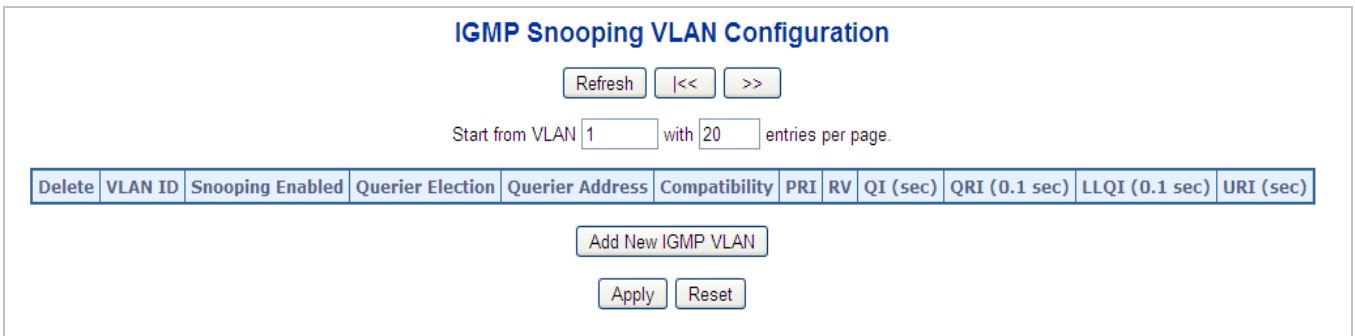 IGMP Snooping VLAN Configuration
Refresh |<< >>
Start from VLAN 1 with 20 entries per page.
Delete VLAN ID Snooping Enabled Querier Election Querier Address Compatibility PRI RV QI (sec) QRI (0.1 sec) LLQI (0.1 sec) URI (sec)
Add New IGMP VLAN
Apply Reset